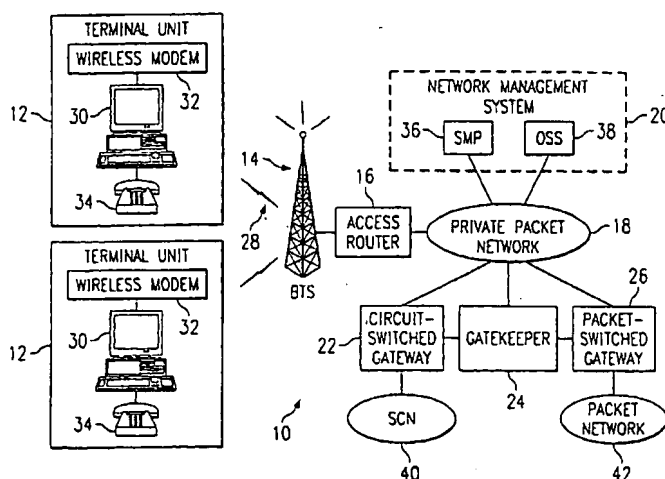 TERMINAL UNIT
WIRELESS MODEM
12
30
32
34
TERMINAL UNIT
WIRELESS MODEM
12
30
32
34
14
28
BTS
16
ACCESS
ROUTER
NETWORK MANAGEMENT
SYSTEM
20
36
SMP
OSS
38
PRIVATE PACKET
NETWORK
18
26
22
CIRCUIT-
SWITCHED
GATEWAY
GATEKEEPER
24
PACKET-
SWITCHED
GATEWAY
10
SCN
40
PACKET
NETWORK
42